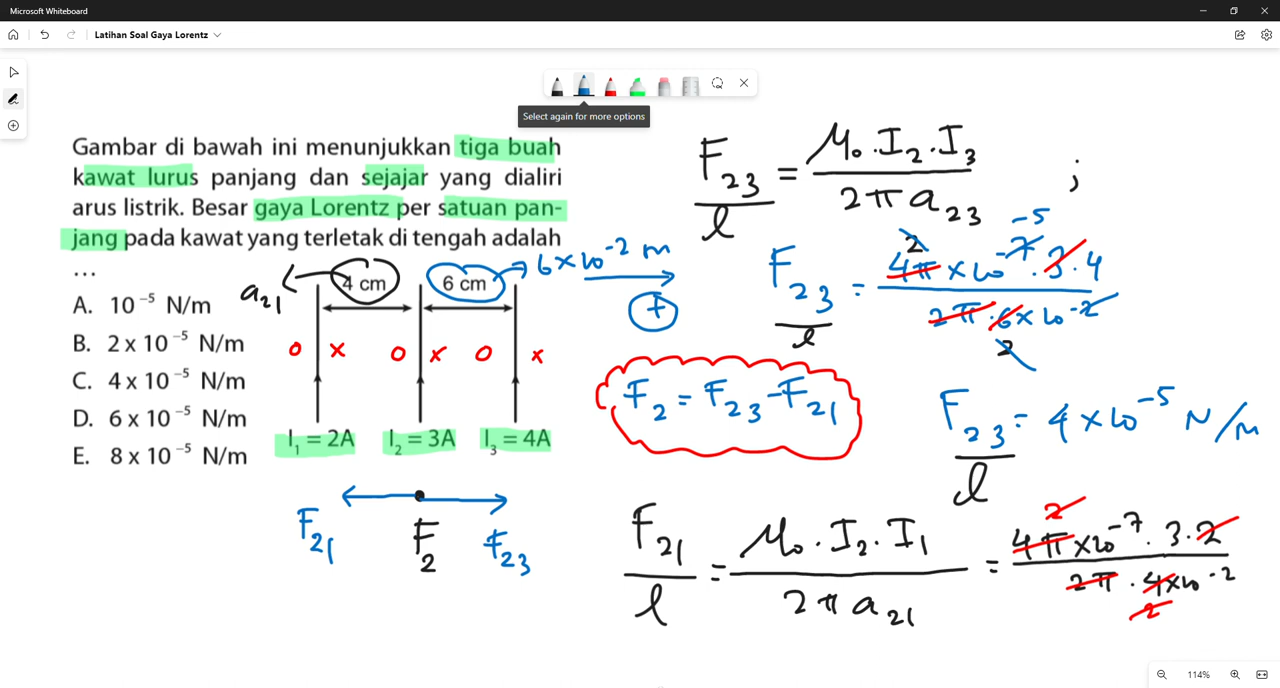 Microsoft Whiteboard
Latihan Soal Gaya Lorentz
Select again for more options
Gambar di bawah ini menunjukkan tiga buah
kawat lurus panjang dan sejajar yang dialiri
arus listrik. Besar gaya Lorentz per satuan pan-
jang pada kawat yang terletak di tengah adalah
...
A. 10⁻⁵ N/m
B. 2 x 10⁻⁵ N/m
C. 4 x 10⁻⁵ N/m
D. 6 x 10⁻⁵ N/m
E. 8 x 10⁻⁵ N/m
a₂₁
4 cm
6 cm
6 x 10⁻² m
+
o x o x o x
I₁ = 2A I₂ = 3A I₃ = 4A
F₂₁ F₂ F₂₃
F₂₃/l = μ₀ . I₂ . I₃ / 2π a₂₃ ;
F₂₃/l = 4π x 10⁻⁷ . 3 . 4 / 2π . 6 x 10⁻²
2 -5
2
F₂ = F₂₃ - F₂₁
F₂₃/l = 4 x 10⁻⁵ N/m
F₂₁/l = μ₀ . I₂ . I₁ / 2π a₂₁ = 4π x 10⁻⁷ . 3 . 2 / 2π . 4 x 10⁻²
2
2
114%